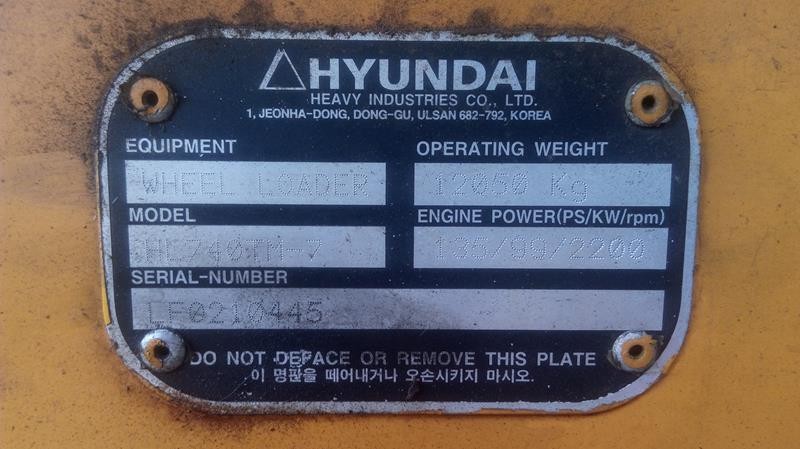 HYUNDAI
HEAVY INDUSTRIES CO., LTD.
1, JEONHA-DONG, DONG-GU, ULSAN 682-792, KOREA
EQUIPMENT
WHEEL LOADER
OPERATING WEIGHT
12050 Kg
MODEL
HL740TM-7
ENGINE POWER(PS/KW/rpm)
135/99/2200
SERIAL-NUMBER
LF0210445
DO NOT DEFACE OR REMOVE THIS PLATE
이 명판을 떼어내거나 오손시키지 마시오.